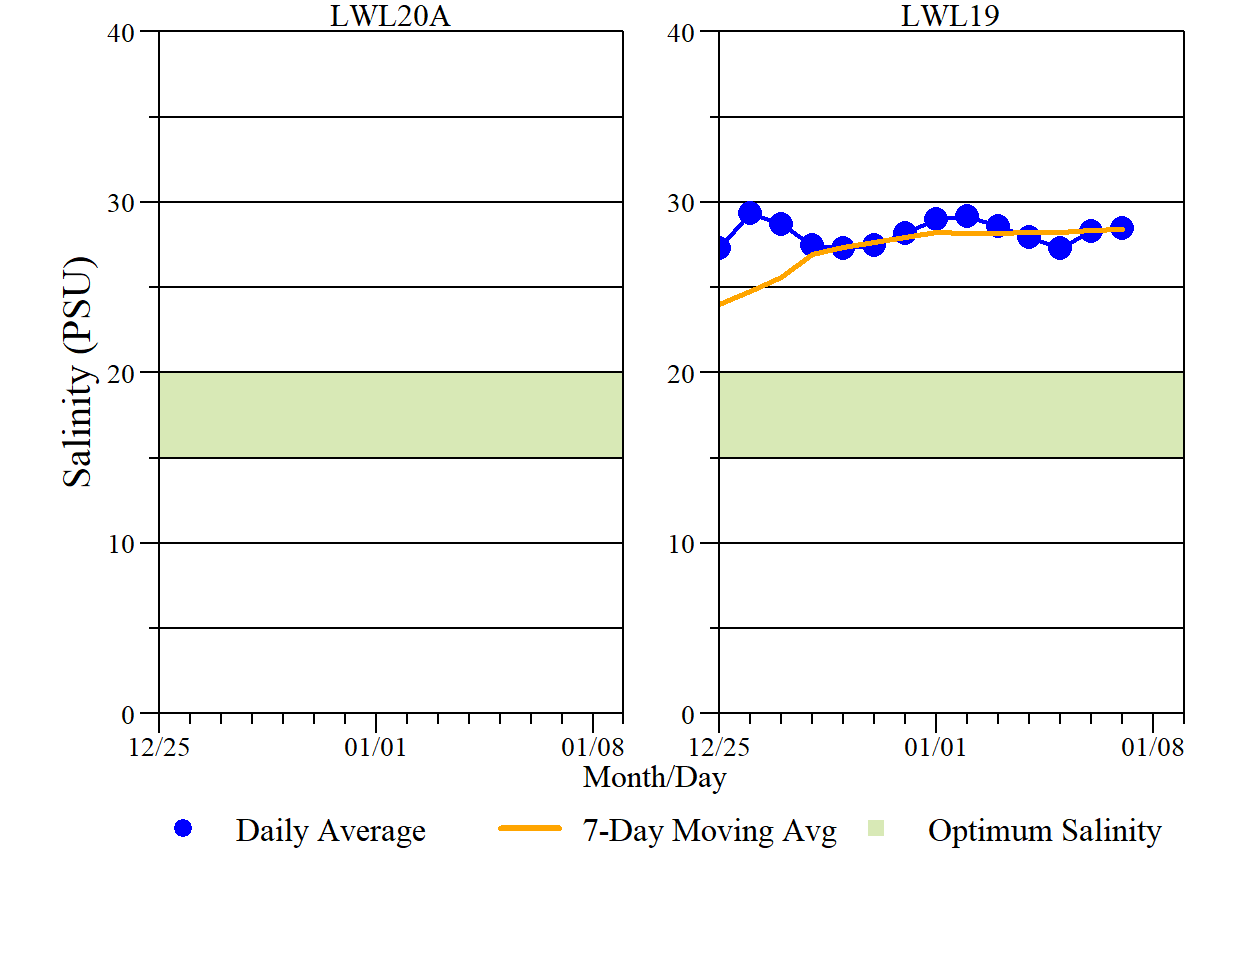 LWL20A
LWL19
40
30
20
10
0
40
30
20
10
0
Salinity (PSU)
12/25
01/01
01/08
12/25
01/01
01/08
Month/Day
Daily Average
7-Day Moving Avg
Optimum Salinity